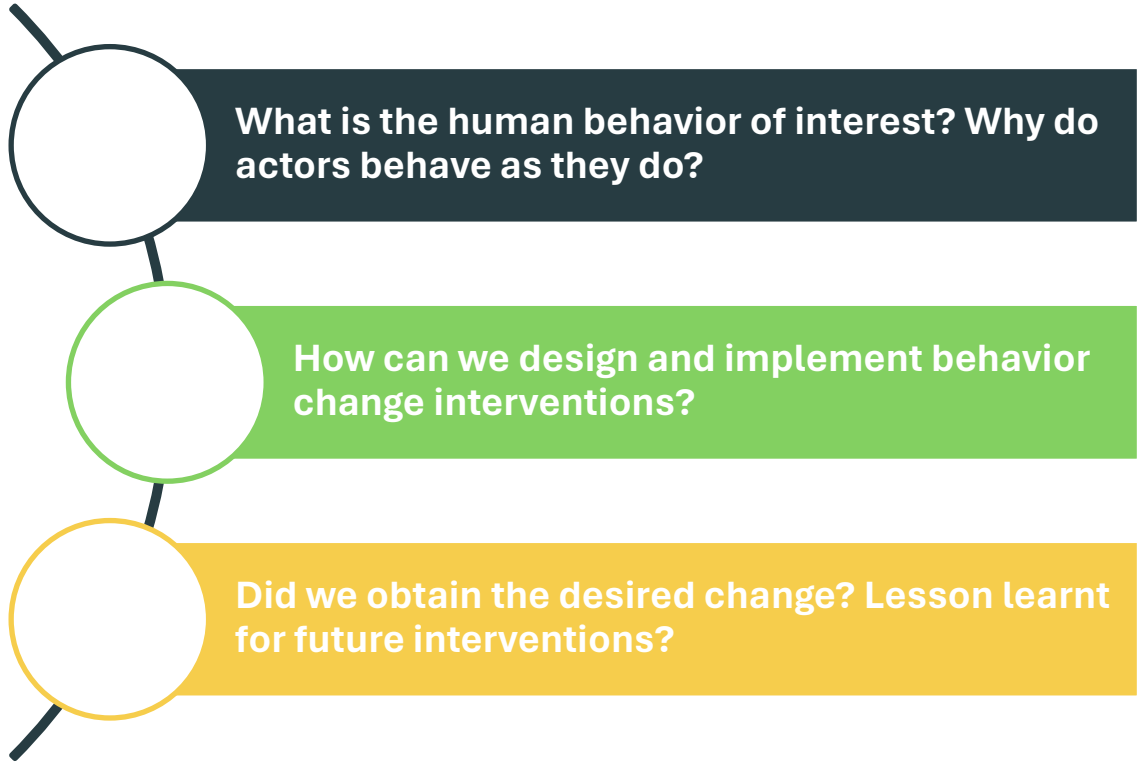 What is the human behavior of interest? Why do
actors behave as they do?
How can we design and implement behavior
change interventions?
Did we obtain the desired change? Lesson learnt
for future interventions?